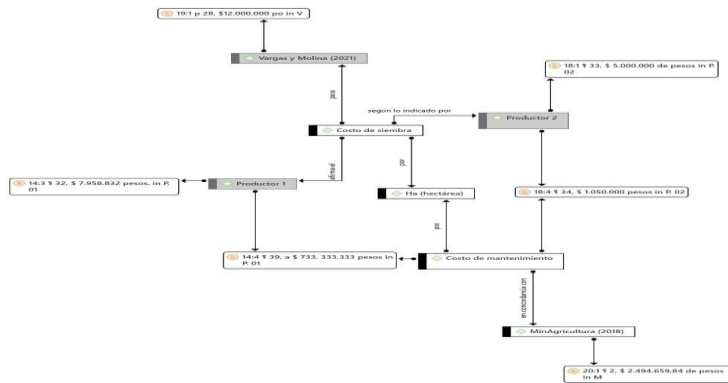 19:1 p 28, $12.000.000 po in V
Vargas y Molina (2021)
para
18:1 ¶ 33, $ 5.000.000 de pesos in P.
02
según lo indicado por
Productor 2
Costo de siembra
afirma el
por
14:3 ¶ 32, $ 7.958.832 pesos. in P.
01
Productor 1
Ha (hectárea)
18:4 ¶ 34, $ 1.050.000 pesos in P. 02
por
14:4 ¶ 39, a $ 733. 333,333 pesos in
P. 01
Costo de mantenimiento
en concordancia con
MinAgricultura (2018)
20:1 ¶ 2, $ 2.494.659,84 de pesos
in M